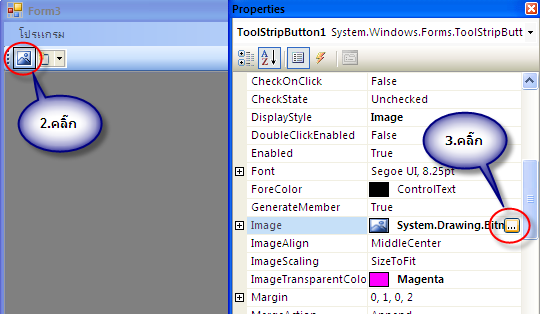 Form3
โปรแกรม
2.คลิ๊ก
Properties
ToolStripButton1 System.Windows.Forms.ToolStripButt
CheckOnClick False
CheckState Unchecked
DisplayStyle Image
DoubleClickEnabled False
Enabled True
Font Segoe UI, 8.25pt
ForeColor ControlText
GenerateMember True
Image System.Drawing.Bitn ...
ImageAlign MiddleCenter
ImageScaling SizeToFit
ImageTransparentColo Magenta
Margin 0, 1, 0, 2
MergeAction Append
3.คลิ๊ก